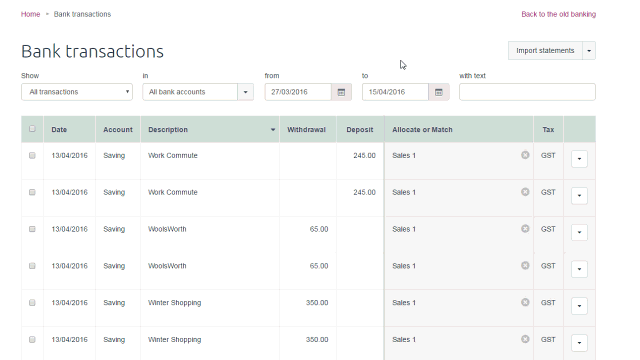 Home Bank transactions Back to the old banking
Bank transactions
Import statements
Show in from to with text
All transactions All bank accounts 27/03/2016 15/04/2016
Date Account Description Withdrawal Deposit Allocate or Match Tax
13/04/2016 Saving Work Commute 245.00 Sales 1 GST
13/04/2016 Saving Work Commute 245.00 Sales 1 GST
13/04/2016 Saving WoolsWorth 65.00 Sales 1 GST
13/04/2016 Saving WoolsWorth 65.00 Sales 1 GST
13/04/2016 Saving Winter Shopping 350.00 Sales 1 GST
13/04/2016 Saving Winter Shopping 350.00 Sales 1 GST